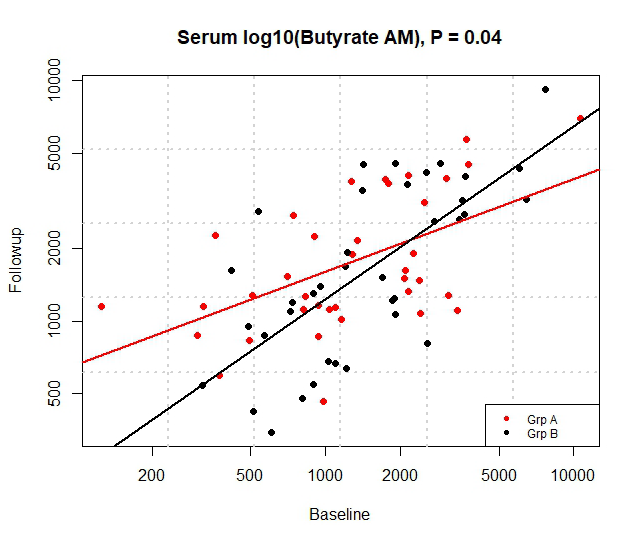 Serum log10(Butyrate AM), P = 0.04
10000
5000
2000
1000
500
Followup
200 500 1000 2000 5000 10000
Baseline
Grp A
Grp B